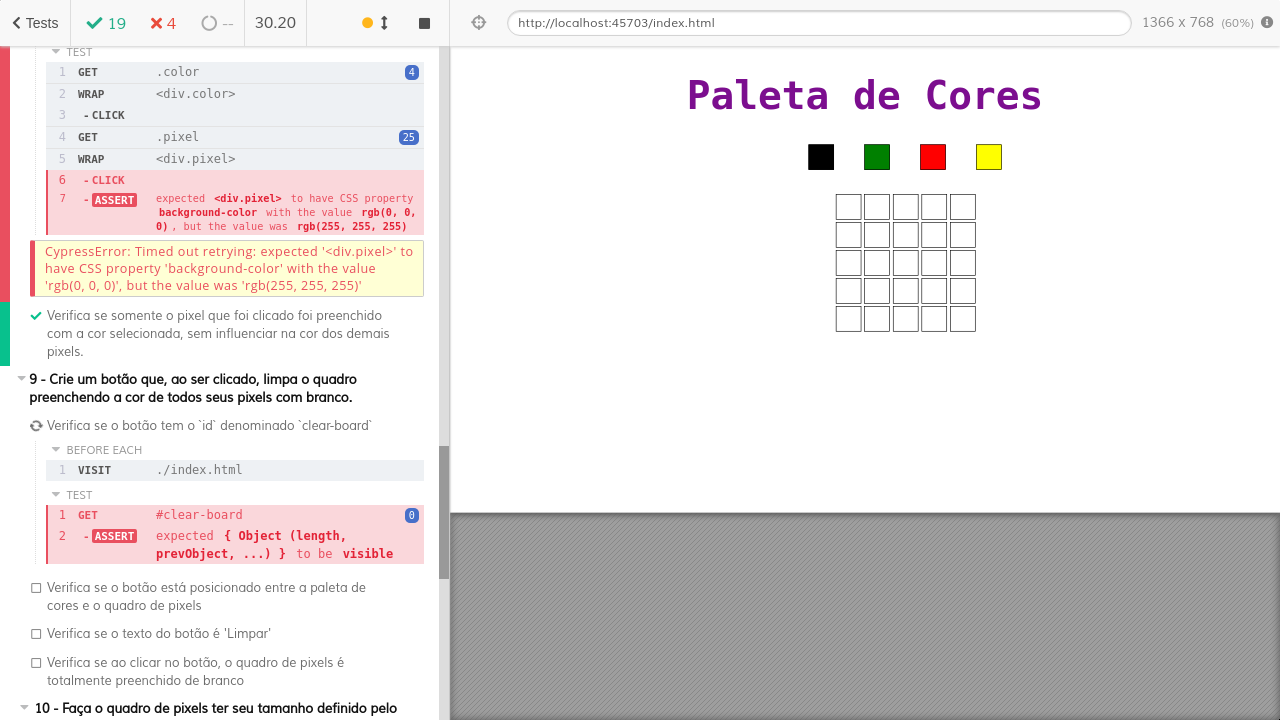 Tests
19
4
--
30.20
http://localhost:45703/index.html
1366 x 768 (60%)
TEST
1 GET .color 4
2 WRAP <div.color>
3 - CLICK
4 GET .pixel 25
5 WRAP <div.pixel>
6 - CLICK
7 - ASSERT expected <div.pixel> to have CSS property
background-color with the value rgb(0, 0,
0) , but the value was rgb(255, 255, 255)
CypressError: Timed out retrying: expected '<div.pixel>' to
have CSS property 'background-color' with the value
'rgb(0, 0, 0)', but the value was 'rgb(255, 255, 255)'
Verifica se somente o pixel que foi clicado foi preenchido
com a cor selecionada, sem influenciar na cor dos demais
pixels.
9 - Crie um botão que, ao ser clicado, limpa o quadro
preenchendo a cor de todos seus pixels com branco.
Verifica se o botão tem o `id` denominado `clear-board`
BEFORE EACH
1 VISIT ./index.html
TEST
1 GET #clear-board 0
2 - ASSERT expected { Object (length,
prevObject, ...) } to be visible
Verifica se o botão está posicionado entre a paleta de
cores e o quadro de pixels
Verifica se o texto do botão é 'Limpar'
Verifica se ao clicar no botão, o quadro de pixels é
totalmente preenchido de branco
10 - Faça o quadro de pixels ter seu tamanho definido pelo
Paleta de Cores